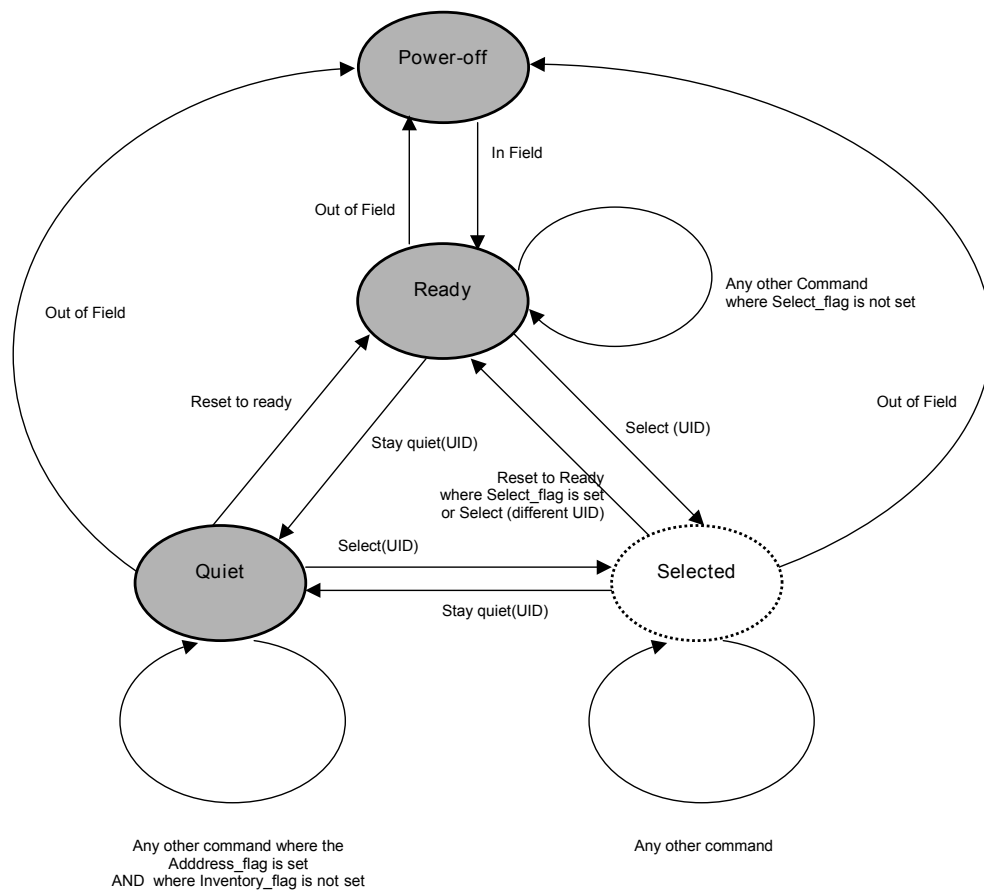 Power-off
In Field
Out of Field
Ready
Any other Command
where Select_flag is not set
Out of Field
Reset to ready
Out of Field
Select (UID)
Stay quiet(UID)
Reset to Ready
where Select_flag is set
or Select (different UID)
Quiet
Select(UID)
Selected
Stay quiet(UID)
Any other command where the
Adddress_flag is set
AND  where Inventory_flag is not set
Any other command